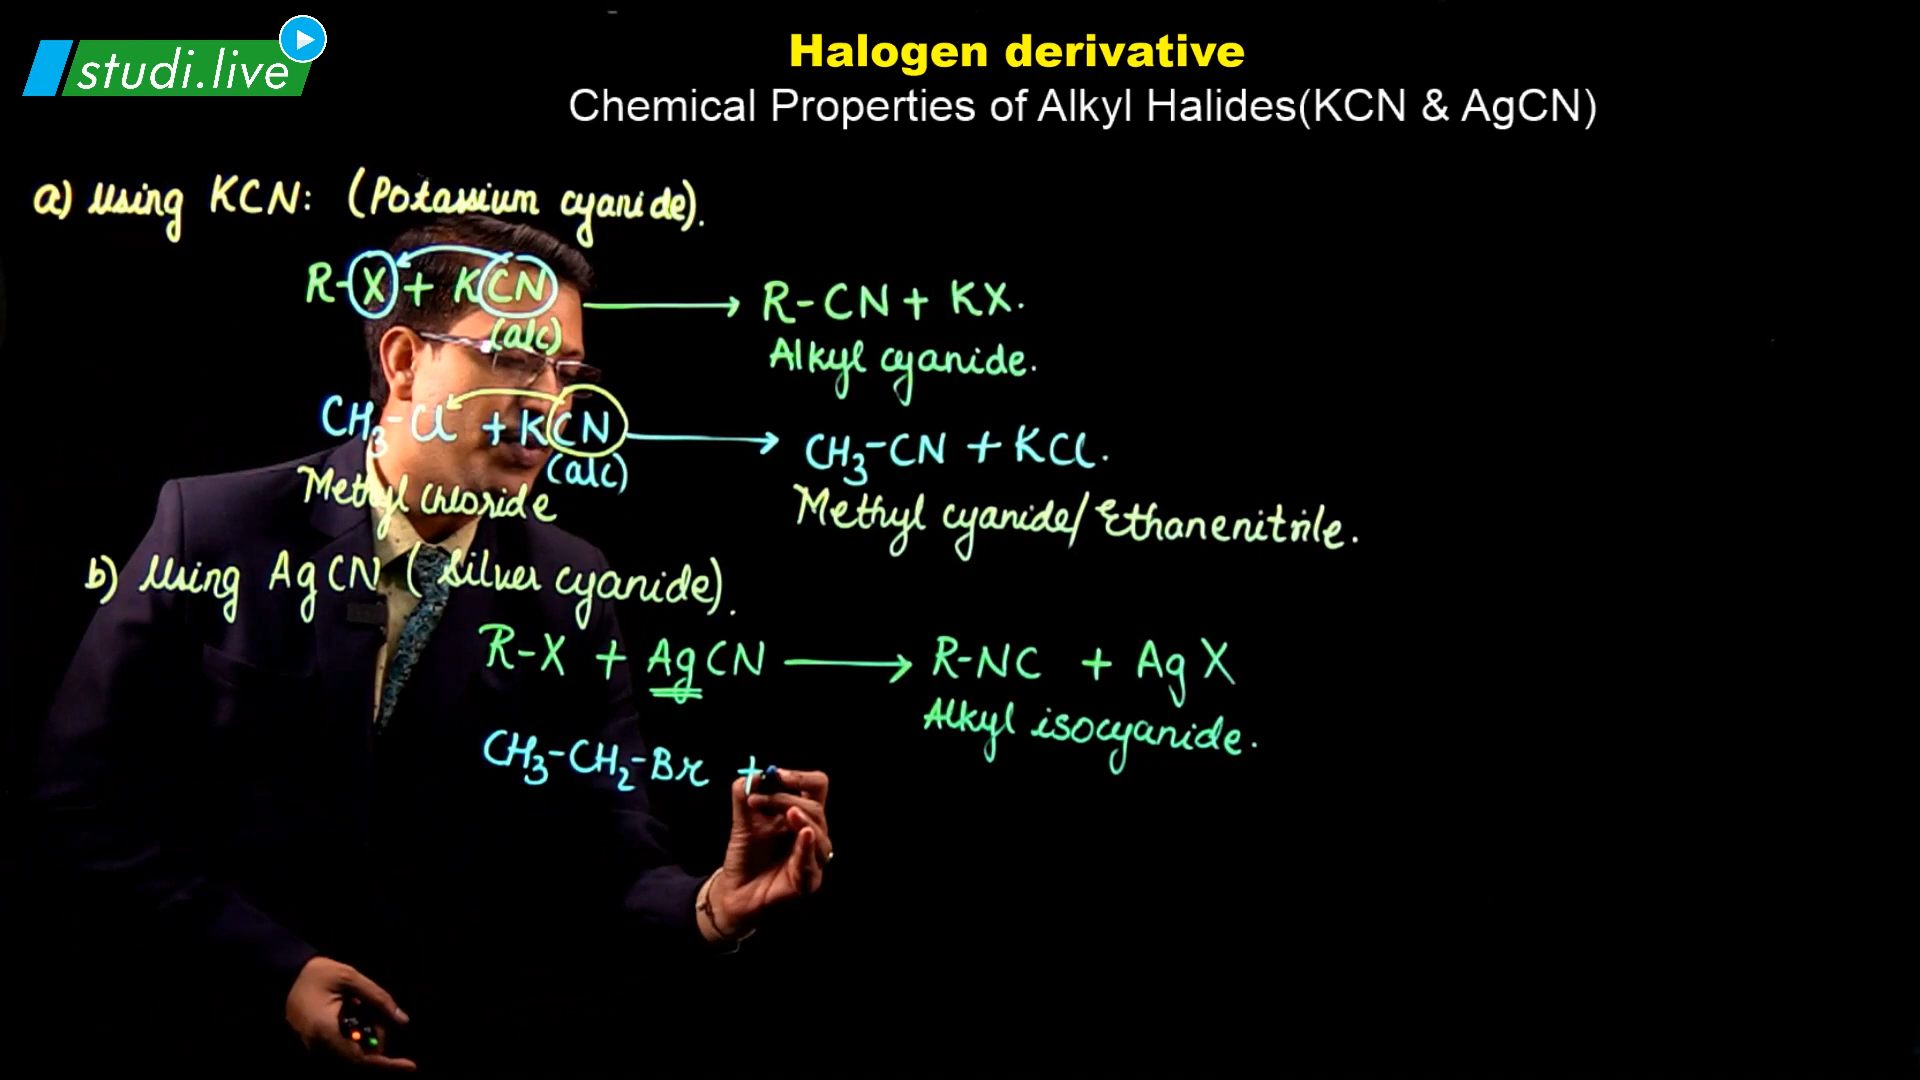 studi.live
Halogen derivative
Chemical Properties of Alkyl Halides(KCN & AgCN)
a) Using KCN: (Potassium cyanide).
R-X + KCN ⟶ R-CN + KX.
(alc)
Alkyl cyanide.
CH₃-Cl + KCN ⟶ CH₃-CN + KCl.
(alc)
Methyl chloride
Methyl cyanide/Ethanenitrile.
b) Using AgCN (Silver cyanide).
R-X + AgCN ⟶ R-NC + AgX
Alkyl isocyanide.
CH₃-CH₂-Br +